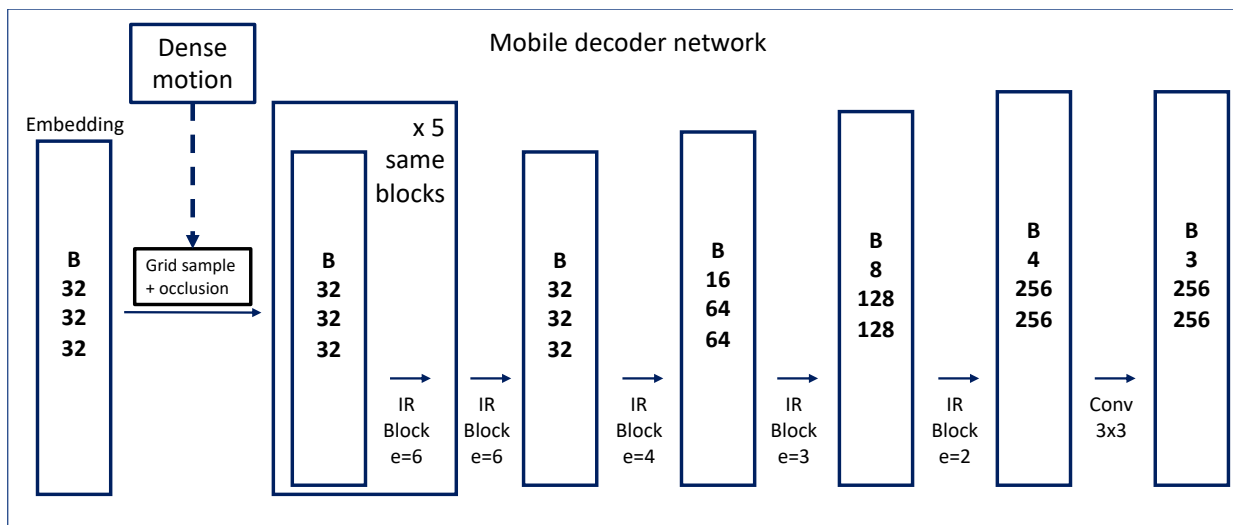 Mobile decoder network
Dense
motion
Embedding
Grid sample
+ occlusion
B
32
32
32
x 5
same
blocks
B
32
32
32
IR
Block
e=6
IR
Block
e=6
B
32
32
32
IR
Block
e=4
B
16
64
64
IR
Block
e=3
B
8
128
128
IR
Block
e=2
B
4
256
256
Conv
3x3
B
3
256
256